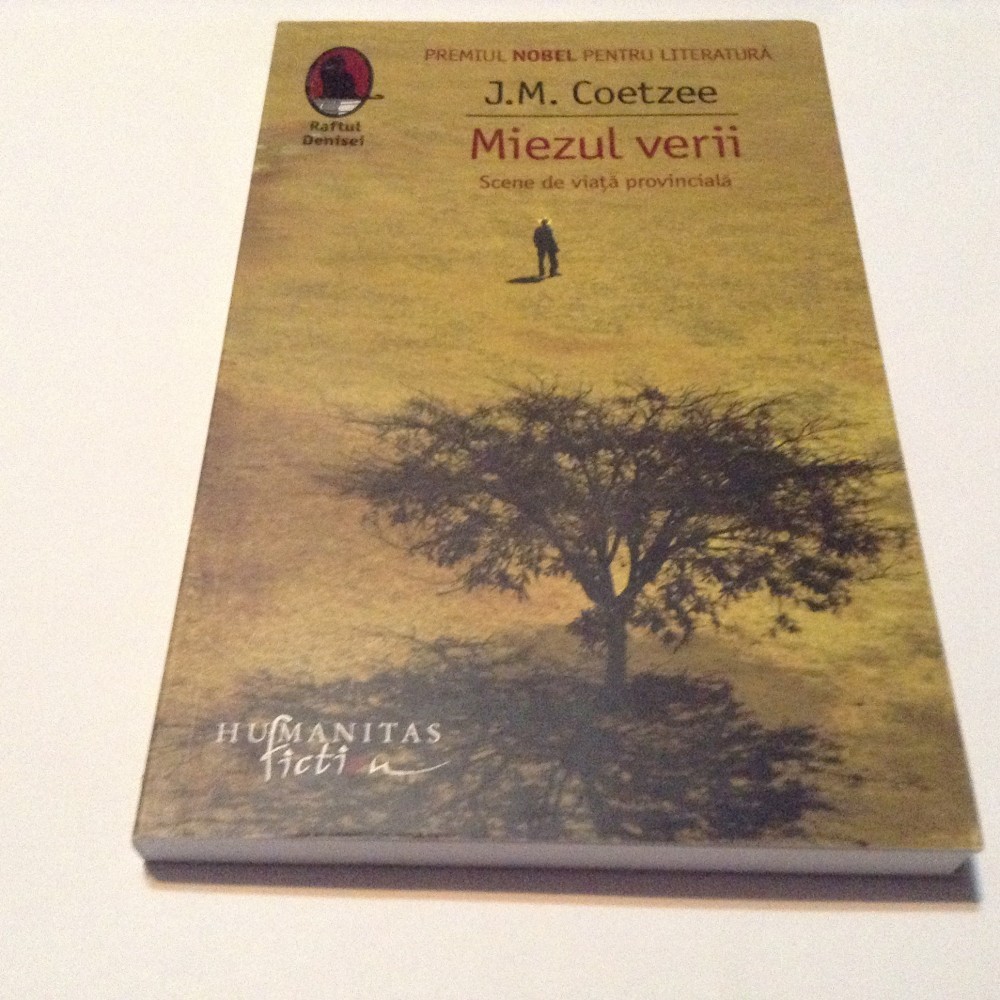 PREMIUL NOBEL PENTRU LITERATURĂ
J.M. Coetzee
Miezul verii
Scene de viață provincială
Raftul
Denisei
HUMANITAS
fiction